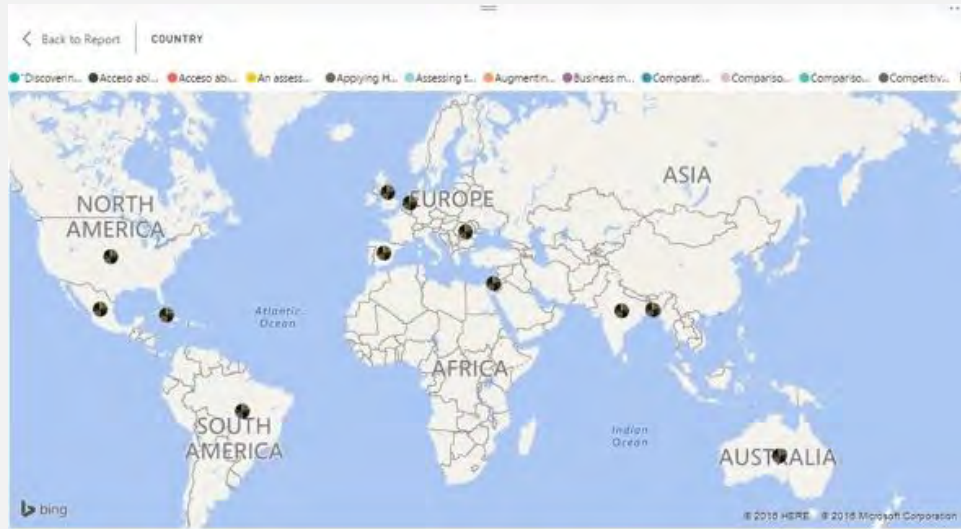 Back to Report COUNTRY
"Discoverin... Acceso abi... Acceso abi... An assess... Applying H... Assessing t... Augmentin... Business m... Comparati... Compariso... Compariso... Competitiv...
NORTH
AMERICA
EUROPE
ASIA
Atlantic
Ocean
AFRICA
SOUTH
AMERICA
Indian
Ocean
AUSTRALIA
bing
© 2016 HERE © 2016 Microsoft Corporation